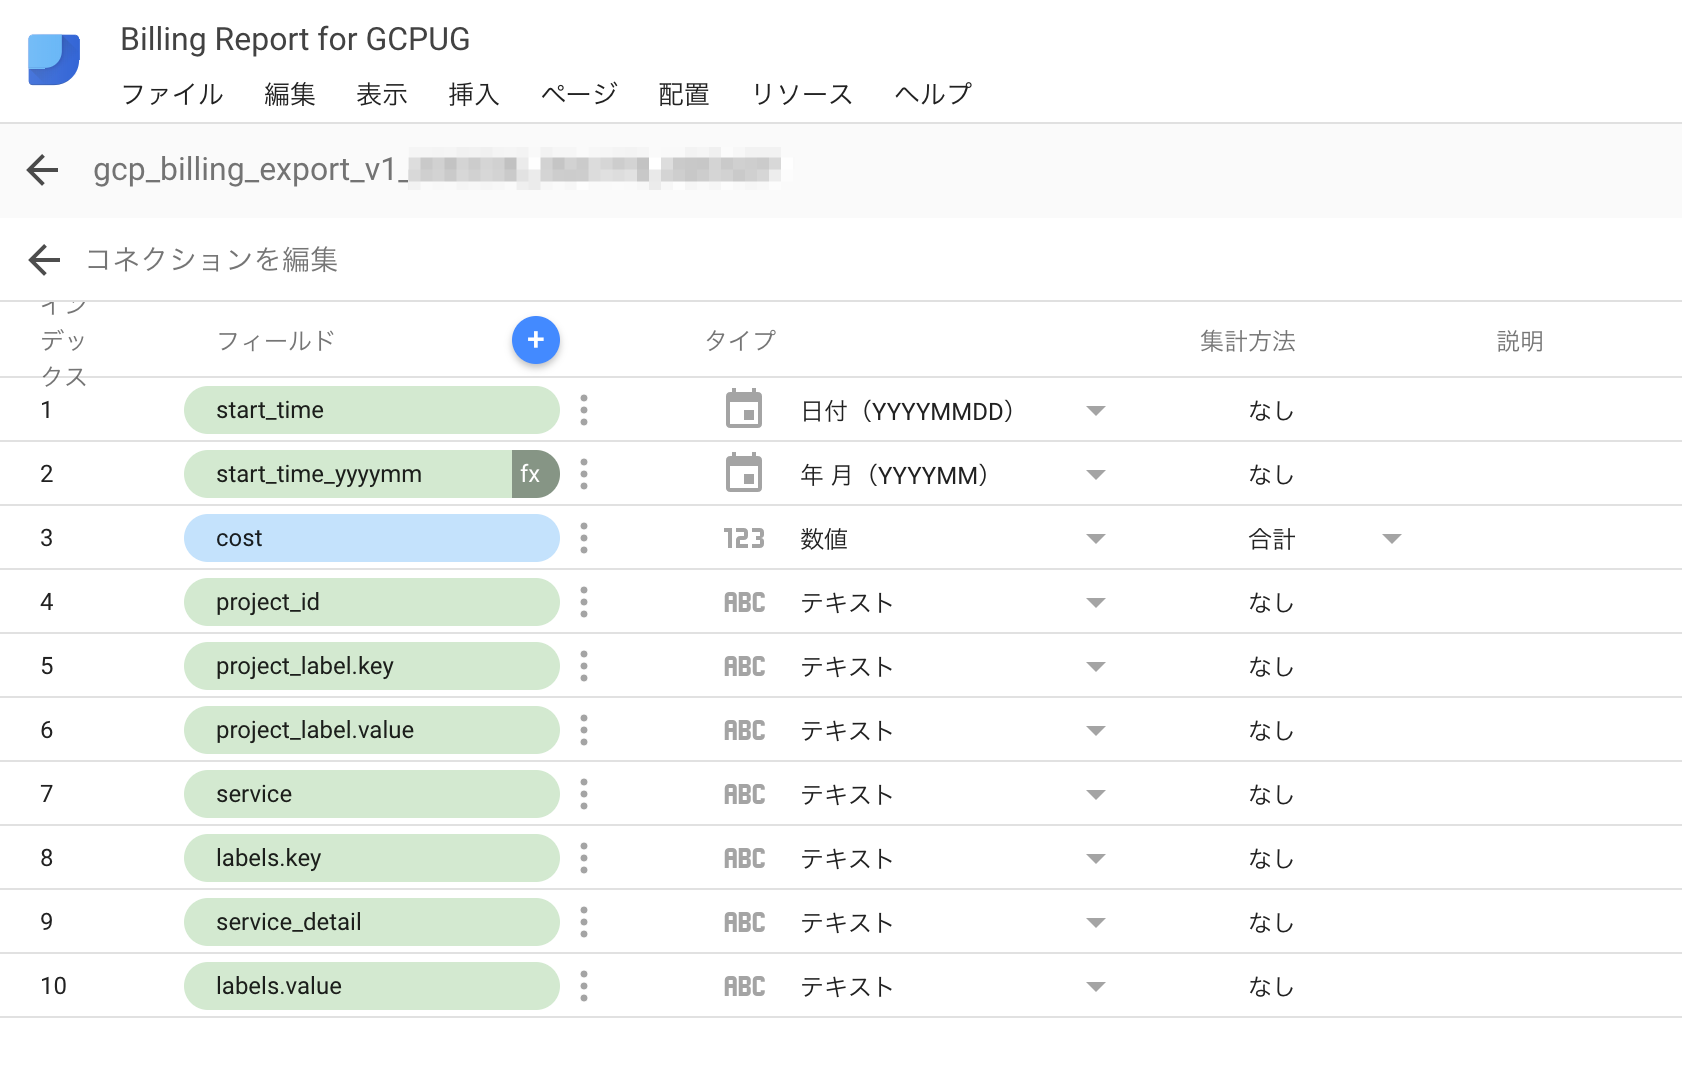 Billing Report for GCPUG
ファイル 編集 表示 挿入 ページ 配置 リソース ヘルプ
gcp_billing_export_v1_
コネクションを編集
インデックス フィールド + タイプ 集計方法 説明
1 start_time 日付（YYYYMMDD） なし
2 start_time_yyyymm fx 年 月（YYYYMM） なし
3 cost 123 数値 合計
4 project_id ABC テキスト なし
5 project_label.key ABC テキスト なし
6 project_label.value ABC テキスト なし
7 service ABC テキスト なし
8 labels.key ABC テキスト なし
9 service_detail ABC テキスト なし
10 labels.value ABC テキスト なし